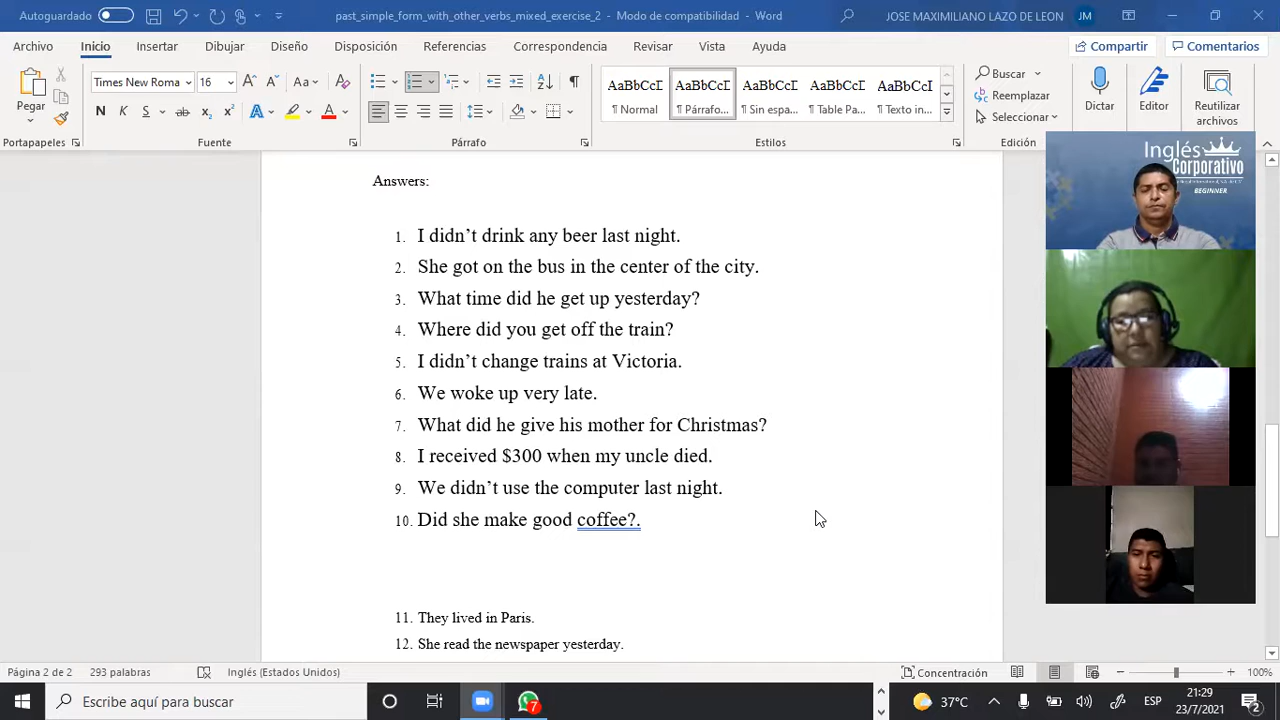 Autoguardado
past_simple_form_with_other_verbs_mixed_exercise_2 - Modo de compatibilidad - Word
JOSE MAXIMILIANO LAZO DE LEON
JM
Archivo Inicio Insertar Dibujar Diseño Disposición Referencias Correspondencia Revisar Vista Ayuda
Compartir
Comentarios
Pegar
Times New Roma
16
N K S ab x₂ x²
AaBbCcI AaBbCcI AaBbCcI AaBbCcI AaBbCcI
¶ Normal ¶ Párrafo... ¶ Sin espa... ¶ Table Pa... ¶ Texto in...
Buscar
Reemplazar
Seleccionar
Dictar
Editor
Reutilizar
archivos
Portapapeles Fuente Párrafo Estilos Edición
Inglés
Corporativo
BEGINNER
Answers:
1. I didn’t drink any beer last night.
2. She got on the bus in the center of the city.
3. What time did he get up yesterday?
4. Where did you get off the train?
5. I didn’t change trains at Victoria.
6. We woke up very late.
7. What did he give his mother for Christmas?
8. I received $300 when my uncle died.
9. We didn’t use the computer last night.
10. Did she make good coffee?.
11. They lived in Paris.
12. She read the newspaper yesterday.
Página 2 de 2 293 palabras Inglés (Estados Unidos) Concentración 100%
Escribe aquí para buscar
7
37°C
ESP
21:29
23/7/2021
2